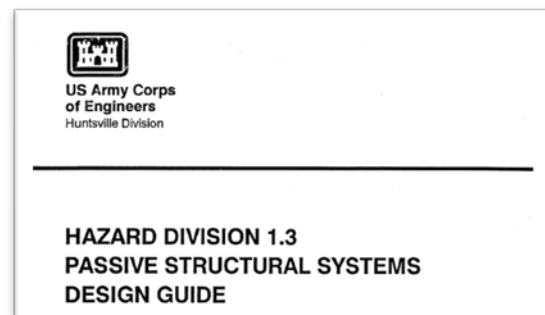 US Army Corps
of Engineers
Huntsville Division
HAZARD DIVISION 1.3
PASSIVE STRUCTURAL SYSTEMS
DESIGN GUIDE